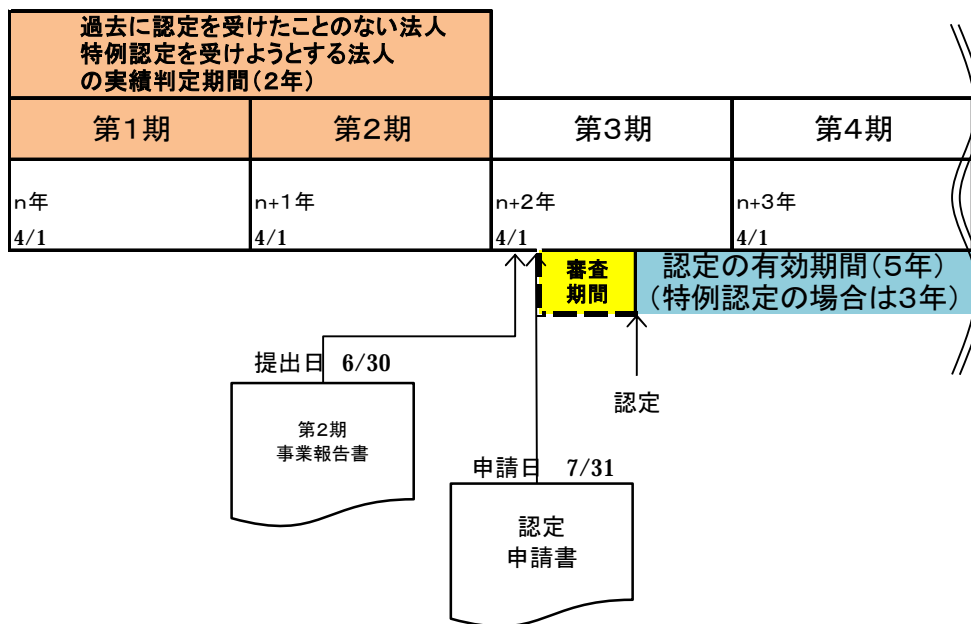 過去に認定を受けたことのない法人
特例認定を受けようとする法人
の実績判定期間(2年)
第1期 第2期 第3期 第4期
n年 n+1年 n+2年 n+3年
4/1 4/1 4/1 4/1
審査
期間
認定の有効期間(5年)
(特例認定の場合は3年)
提出日 6/30
認定
第2期
事業報告書
申請日 7/31
認定
申請書